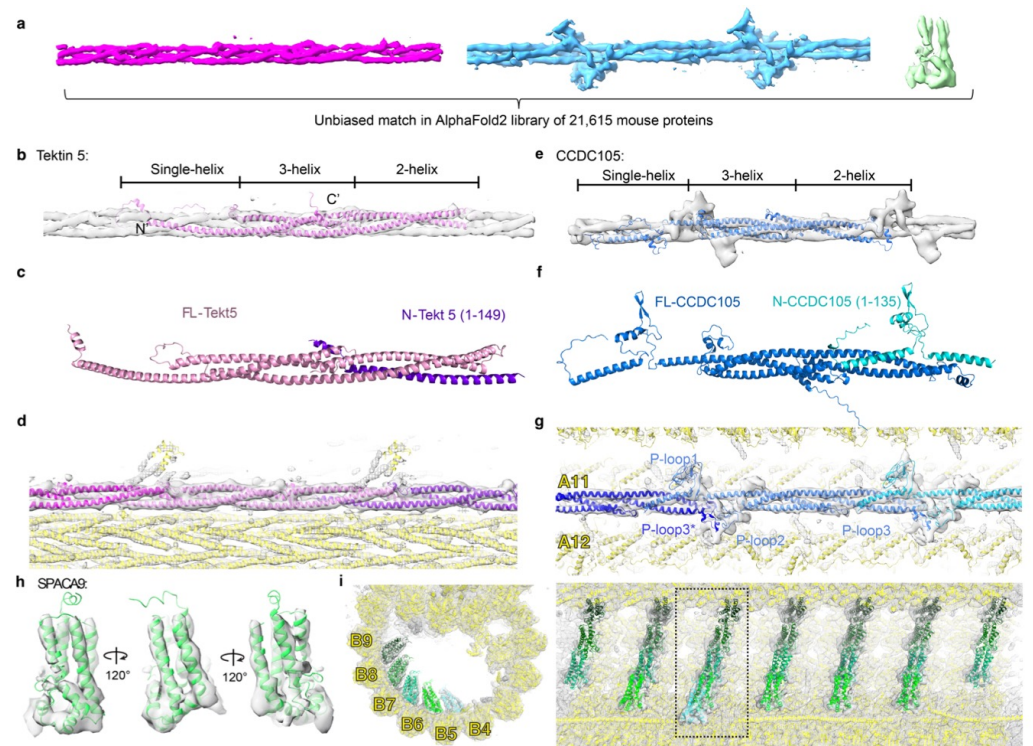 a
Unbiased match in AlphaFold2 library of 21,615 mouse proteins
b Tektin 5:
Single-helix 3-helix 2-helix
C'
N'
e CCDC105:
Single-helix 3-helix 2-helix
c
FL-Tekt5
N-Tekt 5 (1-149)
f
FL-CCDC105 N-CCDC105 (1-135)
d
g
P-loop1
A11
P-loop3*
P-loop2
P-loop3
A12
h SPACA9:
120°
120°
i
B9
B8
B7
B6
B5
B4